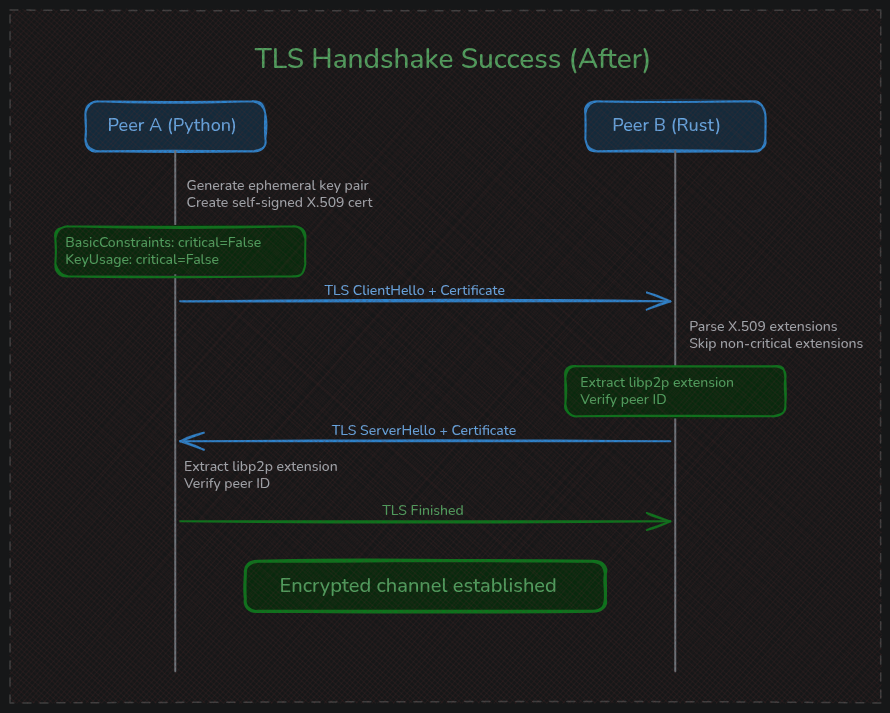 TLS Handshake Success (After)
Peer A (Python)
Peer B (Rust)
Generate ephemeral key pair
Create self-signed X.509 cert
BasicConstraints: critical=False
KeyUsage: critical=False
TLS ClientHello + Certificate
Parse X.509 extensions
Skip non-critical extensions
Extract libp2p extension
Verify peer ID
TLS ServerHello + Certificate
Extract libp2p extension
Verify peer ID
TLS Finished
Encrypted channel established